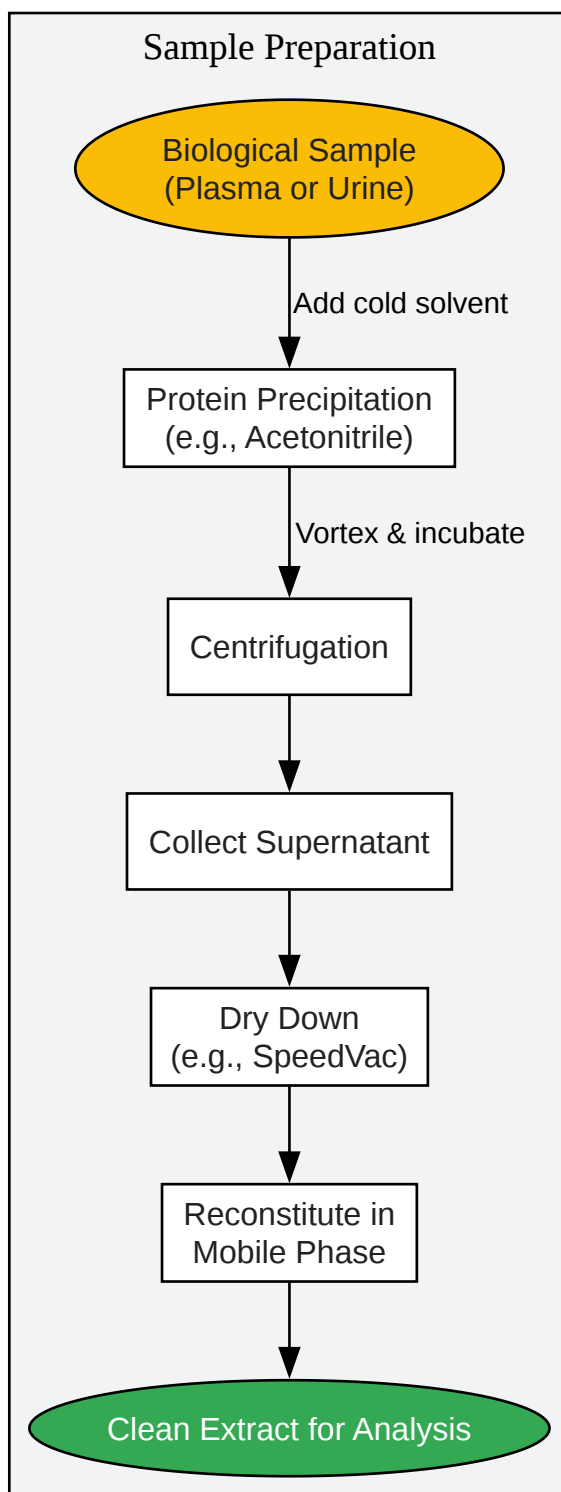 Sample Preparation
Biological Sample
(Plasma or Urine)
Add cold solvent
Protein Precipitation
(e.g., Acetonitrile)
Vortex & incubate
Centrifugation
Collect Supernatant
Dry Down
(e.g., SpeedVac)
Reconstitute in
Mobile Phase
Clean Extract for Analysis